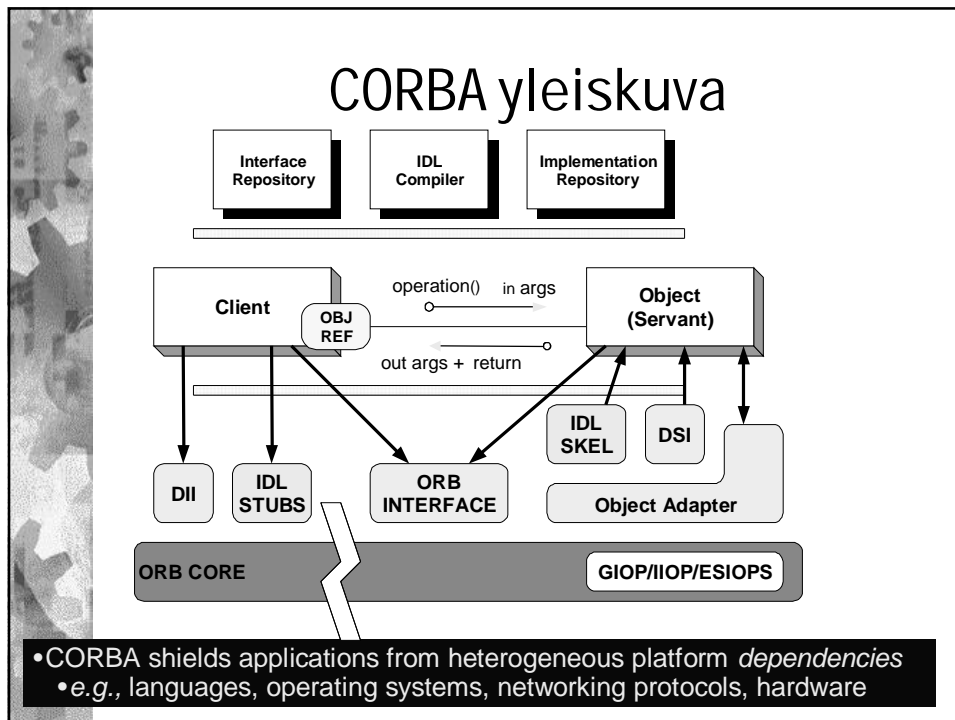 CORBA yleiskuva
Interface
Repository
IDL
Compiler
Implementation
Repository
Client
OBJ
REF
operation()
in args
out args + return
Object
(Servant)
DII
IDL
STUBS
ORB
INTERFACE
IDL
SKEL
DSI
Object Adapter
ORB CORE
GIOP/IIOP/ESIOPS
•CORBA shields applications from heterogeneous platform dependencies
•e.g., languages, operating systems, networking protocols, hardware